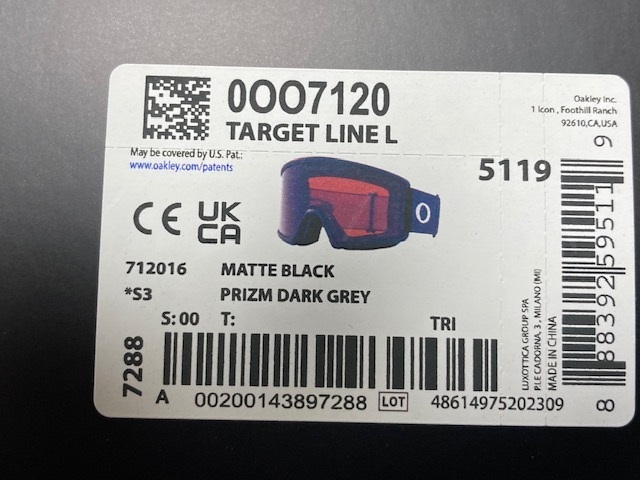 0OO7120
TARGET LINE L
Oakley Inc.
1 Icon , Foothill Ranch
92610,CA,USA
May be covered by U.S. Pat.:
www.oakley.com/patents
5119
CE UK
CA
O
712016 MATTE BLACK
*S3 PRIZM DARK GREY
S: 00 T: TRI
7288
A 00200143897288 LOT 48614975202309
LUXOTTICA GROUP SPA
P.LE CADORNA, 3 , MILANO (MI)
MADE IN CHINA
8 8839259511 9